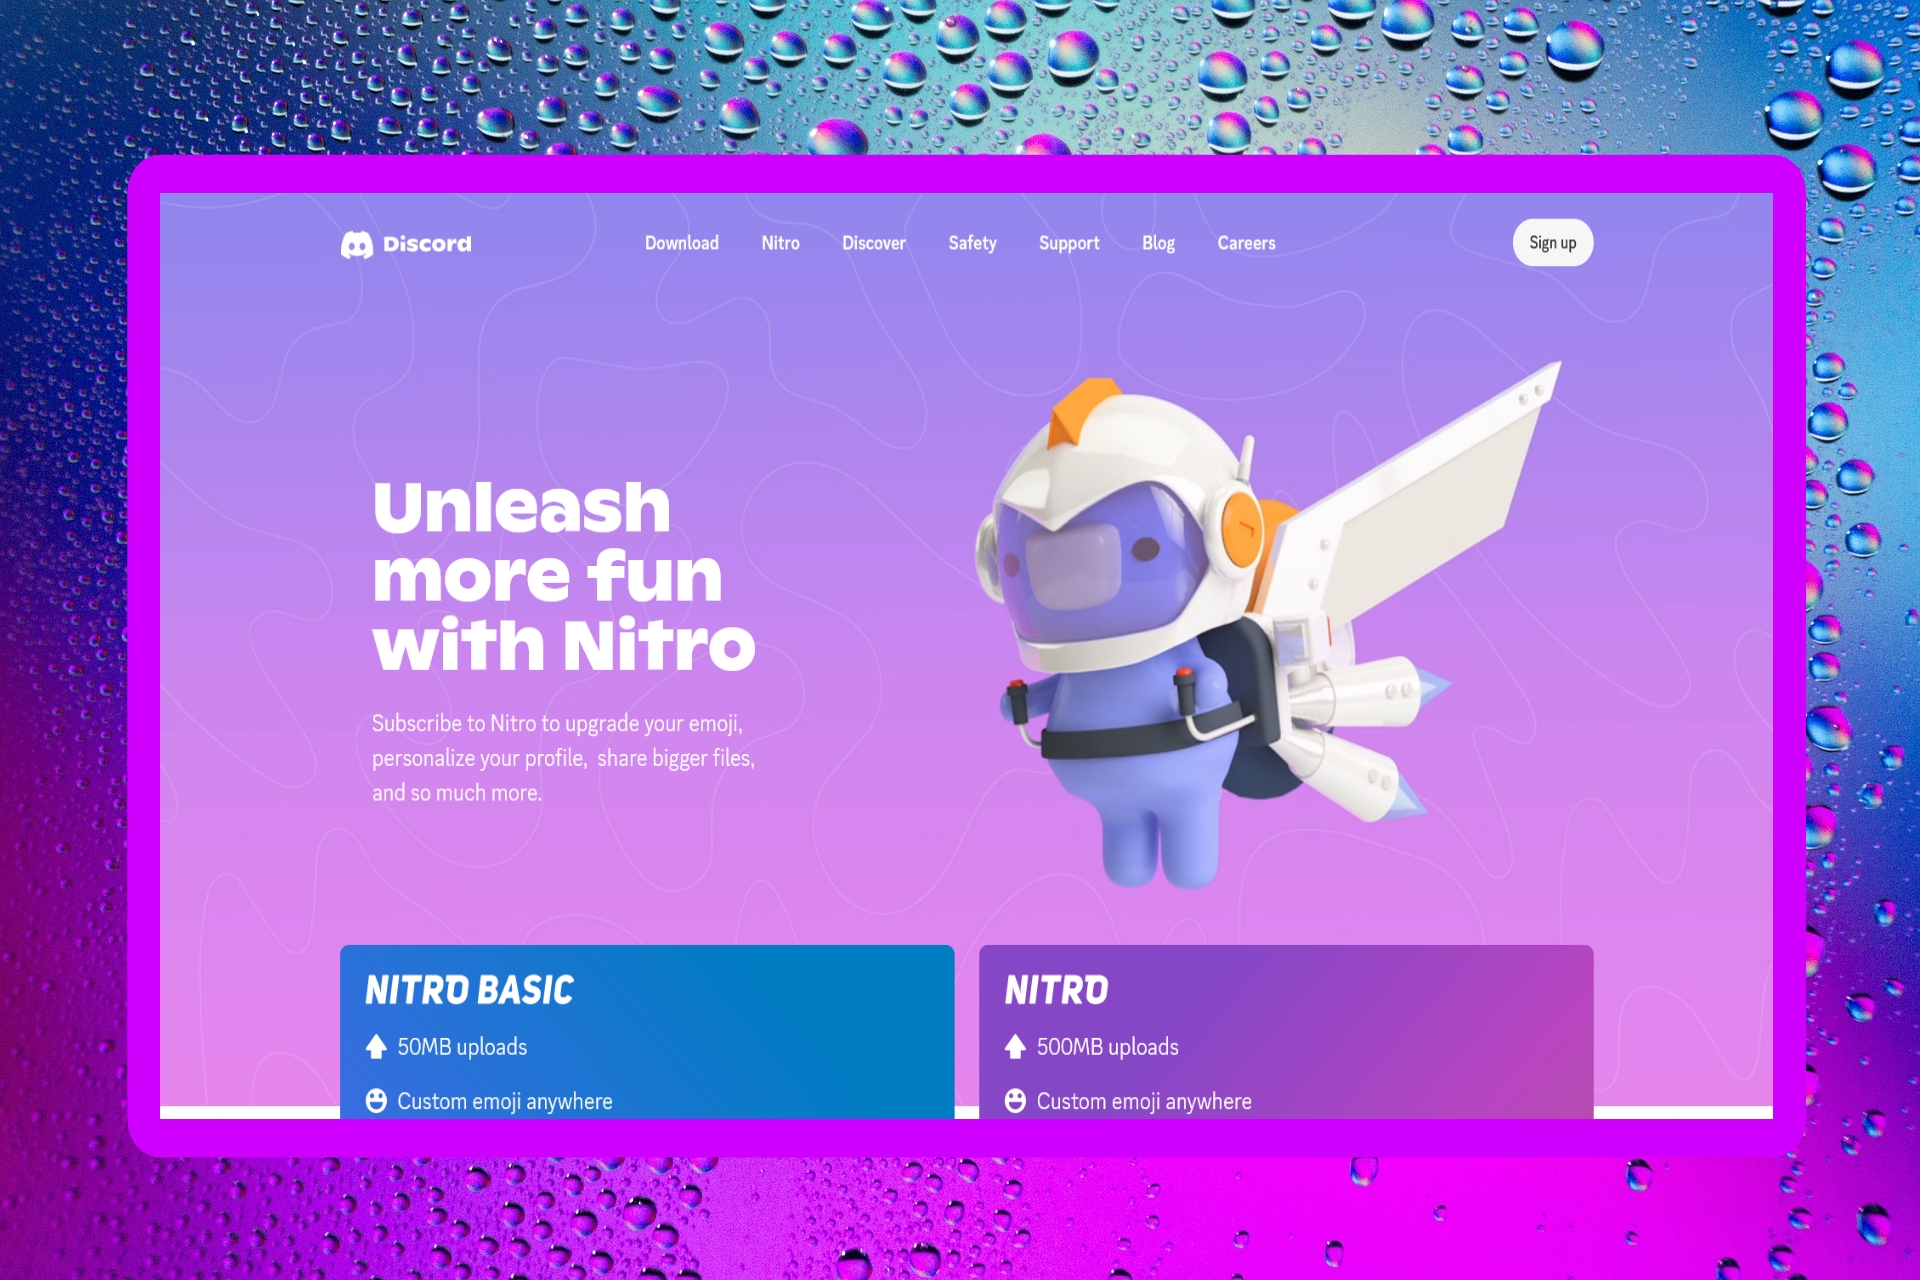 Discord
Download Nitro Discover Safety Support Blog Careers
Sign up
Unleash
more fun
with Nitro
Subscribe to Nitro to upgrade your emoji,
personalize your profile, share bigger files,
and so much more.
NITRO BASIC
50MB uploads
Custom emoji anywhere
NITRO
500MB uploads
Custom emoji anywhere